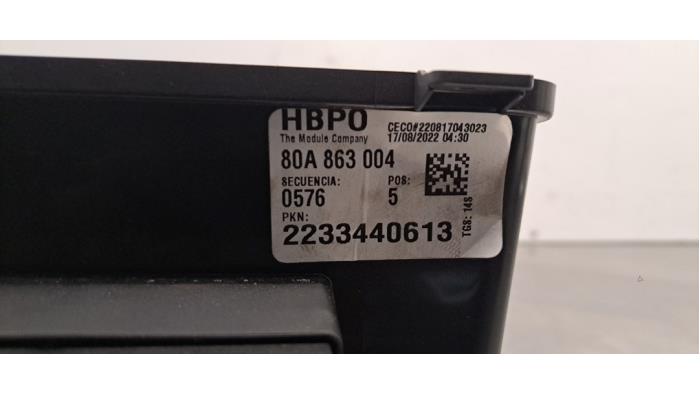 HBPO
The Module Company
CECO#220817043023
17/08/2022 04:30
80A 863 004
SECUENCIA:
POS:
0576
5
PKN:
2233440613
TG8: 14S